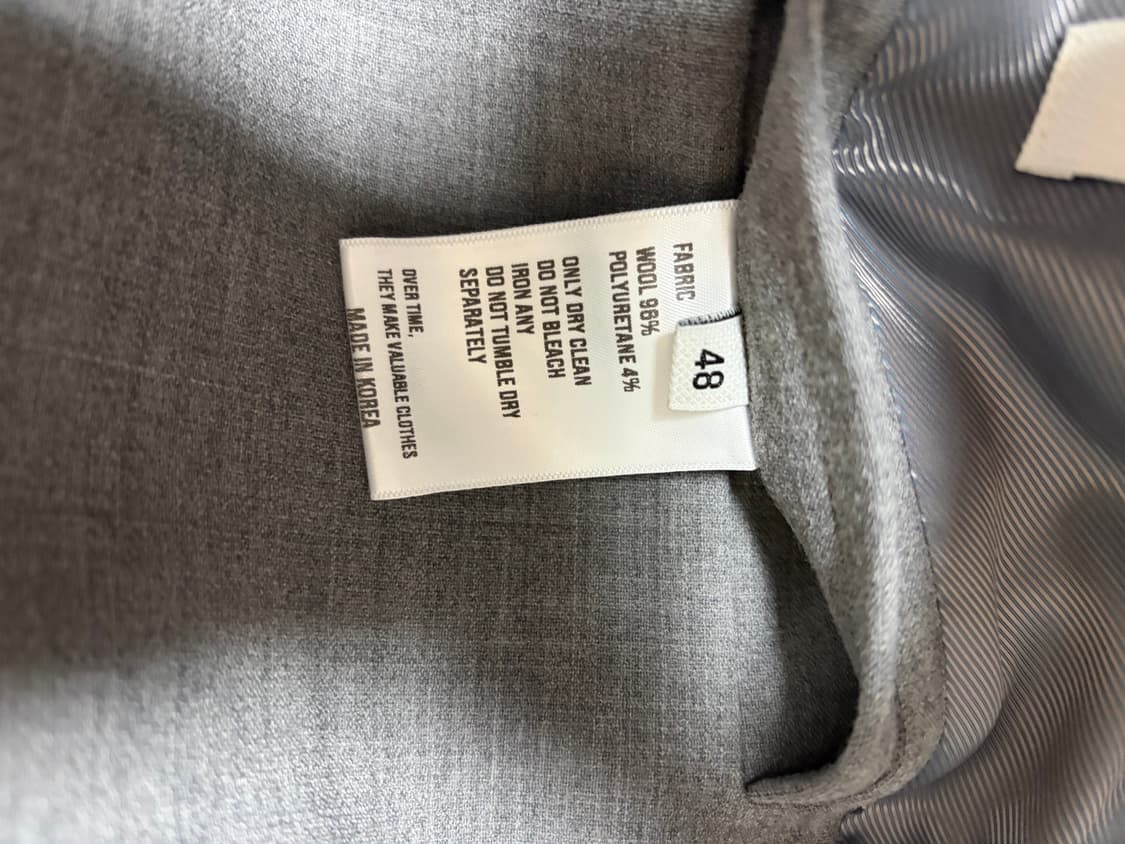 FABRIC
WOOL 96%
POLYURETANE 4%
48
ONLY DRY CLEAN
DO NOT BLEACH
IRON ANY
DO NOT TUMBLE DRY
SEPARATELY
OVER TIME,
THEY MAKE VALUABLE CLOTHES
MADE IN KOREA